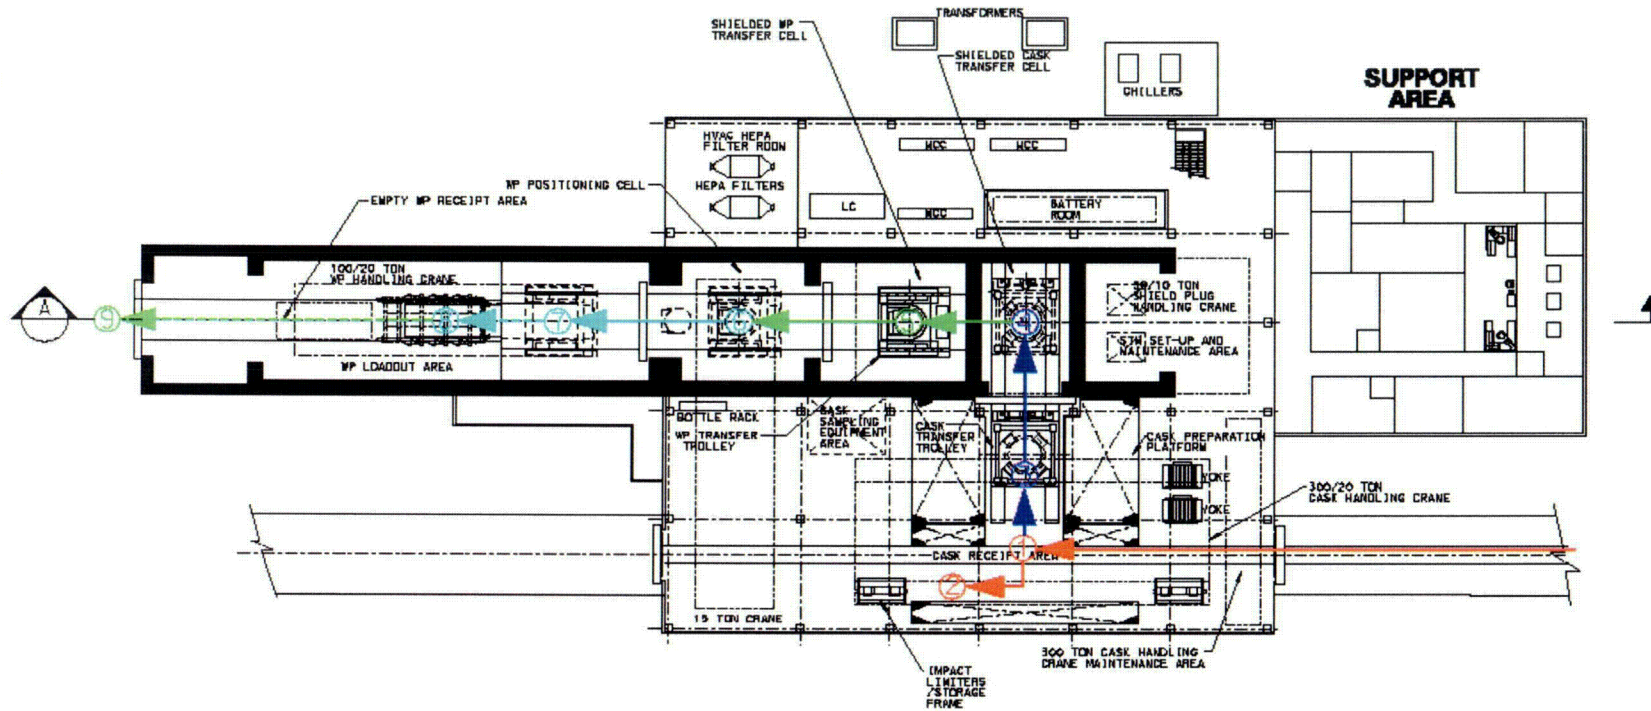 TRANSFORMERS
SHIELDED WP
TRANSFER CELL
SHIELDED CASK
TRANSFER CELL
CHILLERS
SUPPORT
AREA
HVAC HEPA
FILTER ROOM
MCC
MCC
WP POSITIONING CELL
HEPA FILTERS
EMPTY WP RECEIPT AREA
LC
MCC
BATTERY
ROOM
100/20 TON
WP HANDLING CRANE
TON
SHIELD PLUG
HANDLING CRANE
A
9
7
5
4
SET-UP AND
MAINTENANCE AREA
WP LOADOUT AREA
BOTTLE RACK
WP TRANSFER
TROLLEY
CASK
SAMPLING
EQUIPMENT
AREA
CASK
TRANSFER
TROLLEY
CASK PREPARATION
PLATFORM
YOKE
YOKE
300/20 TON
CASK HANDLING CRANE
1
CASK RECEIPT AREA
2
15 TON CRANE
300 TON CASK HANDLING
CRANE MAINTENANCE AREA
IMPACT
LIMITERS
/STORAGE
FRAME